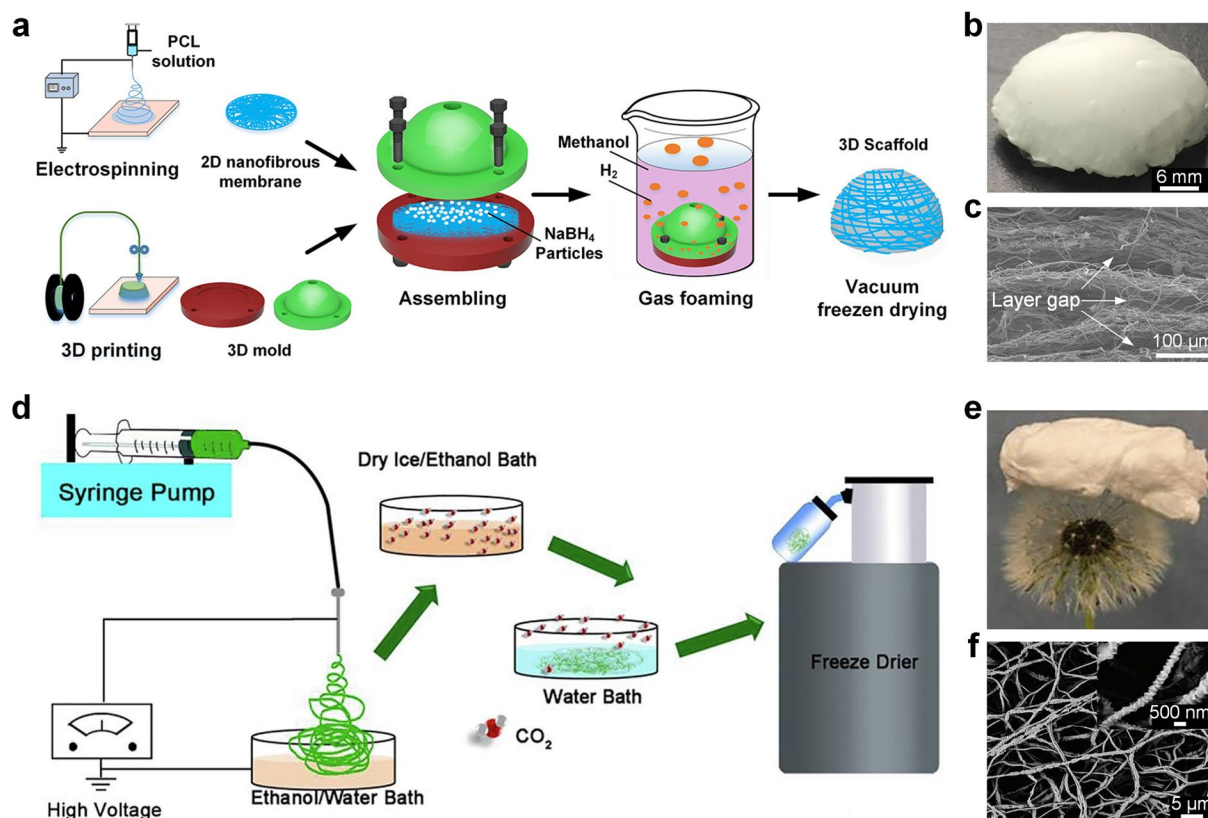 a
PCL
solution
Electrospinning
2D nanofibrous
membrane
3D printing
3D mold
NaBH4
Particles
Assembling
Methanol
H2
Gas foaming
3D Scaffold
Vacuum
freezen drying
b
6 mm
c
Layer gap
100 µm
d
Syringe Pump
Dry Ice/Ethanol Bath
Water Bath
CO2
High Voltage
Ethanol/Water Bath
Freeze Drier
e
f
500 nm
5 µm